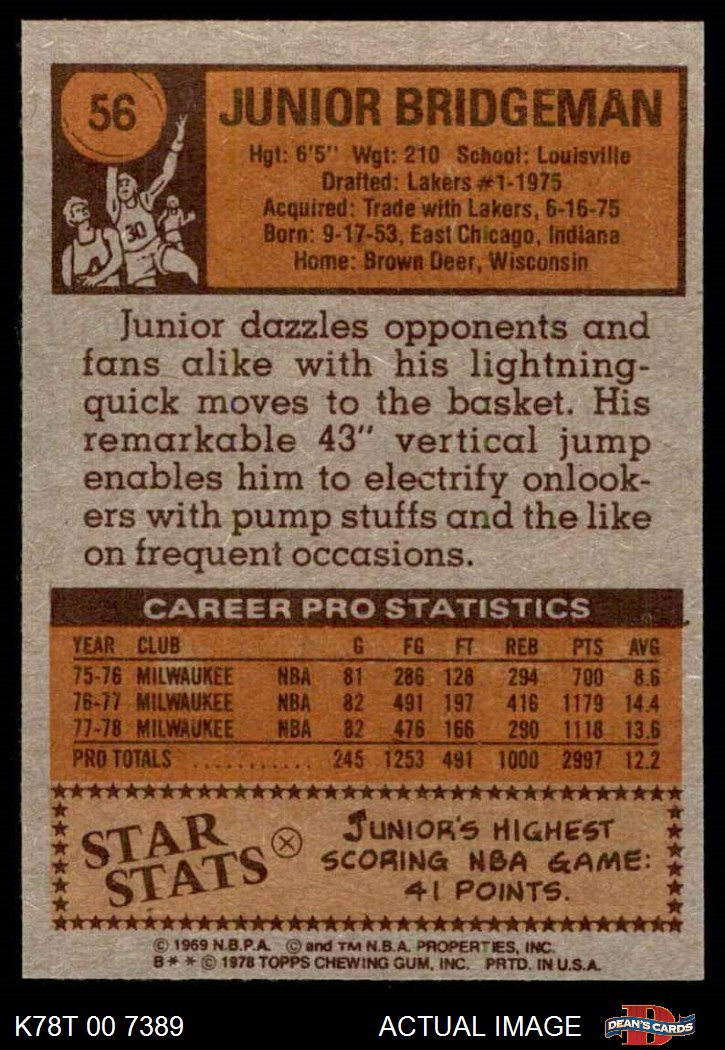 56
JUNIOR BRIDGEMAN
Hgt: 6'5" Wgt: 210 School: Louisville
Drafted: Lakers #1-1975
Acquired: Trade with Lakers, 6-16-75
Born: 9-17-53, East Chicago, Indiana
Home: Brown Deer, Wisconsin
30
Junior dazzles opponents and
fans alike with his lightning-
quick moves to the basket. His
remarkable 43" vertical jump
enables him to electrify onlook-
ers with pump stuffs and the like
on frequent occasions.
CAREER PRO STATISTICS
YEAR CLUB G FG FT REB PTS AVG
75-76 MILWAUKEE NBA 81 286 128 294 700 8.6
76-77 MILWAUKEE NBA 82 491 197 416 1179 14.4
77-78 MILWAUKEE NBA 82 476 166 290 1118 13.6
PRO TOTALS ........... 245 1253 491 1000 2997 12.2
STAR
STATS
JUNIOR'S HIGHEST
SCORING NBA GAME:
41 POINTS.
© 1969 N.B.P.A. © and TM N.B.A. PROPERTIES, INC.
B * * © 1978 TOPPS CHEWING GUM, INC. PRTD. IN U.S.A.
K78T 00 7389 ACTUAL IMAGE
D
DEAN'S CARDS